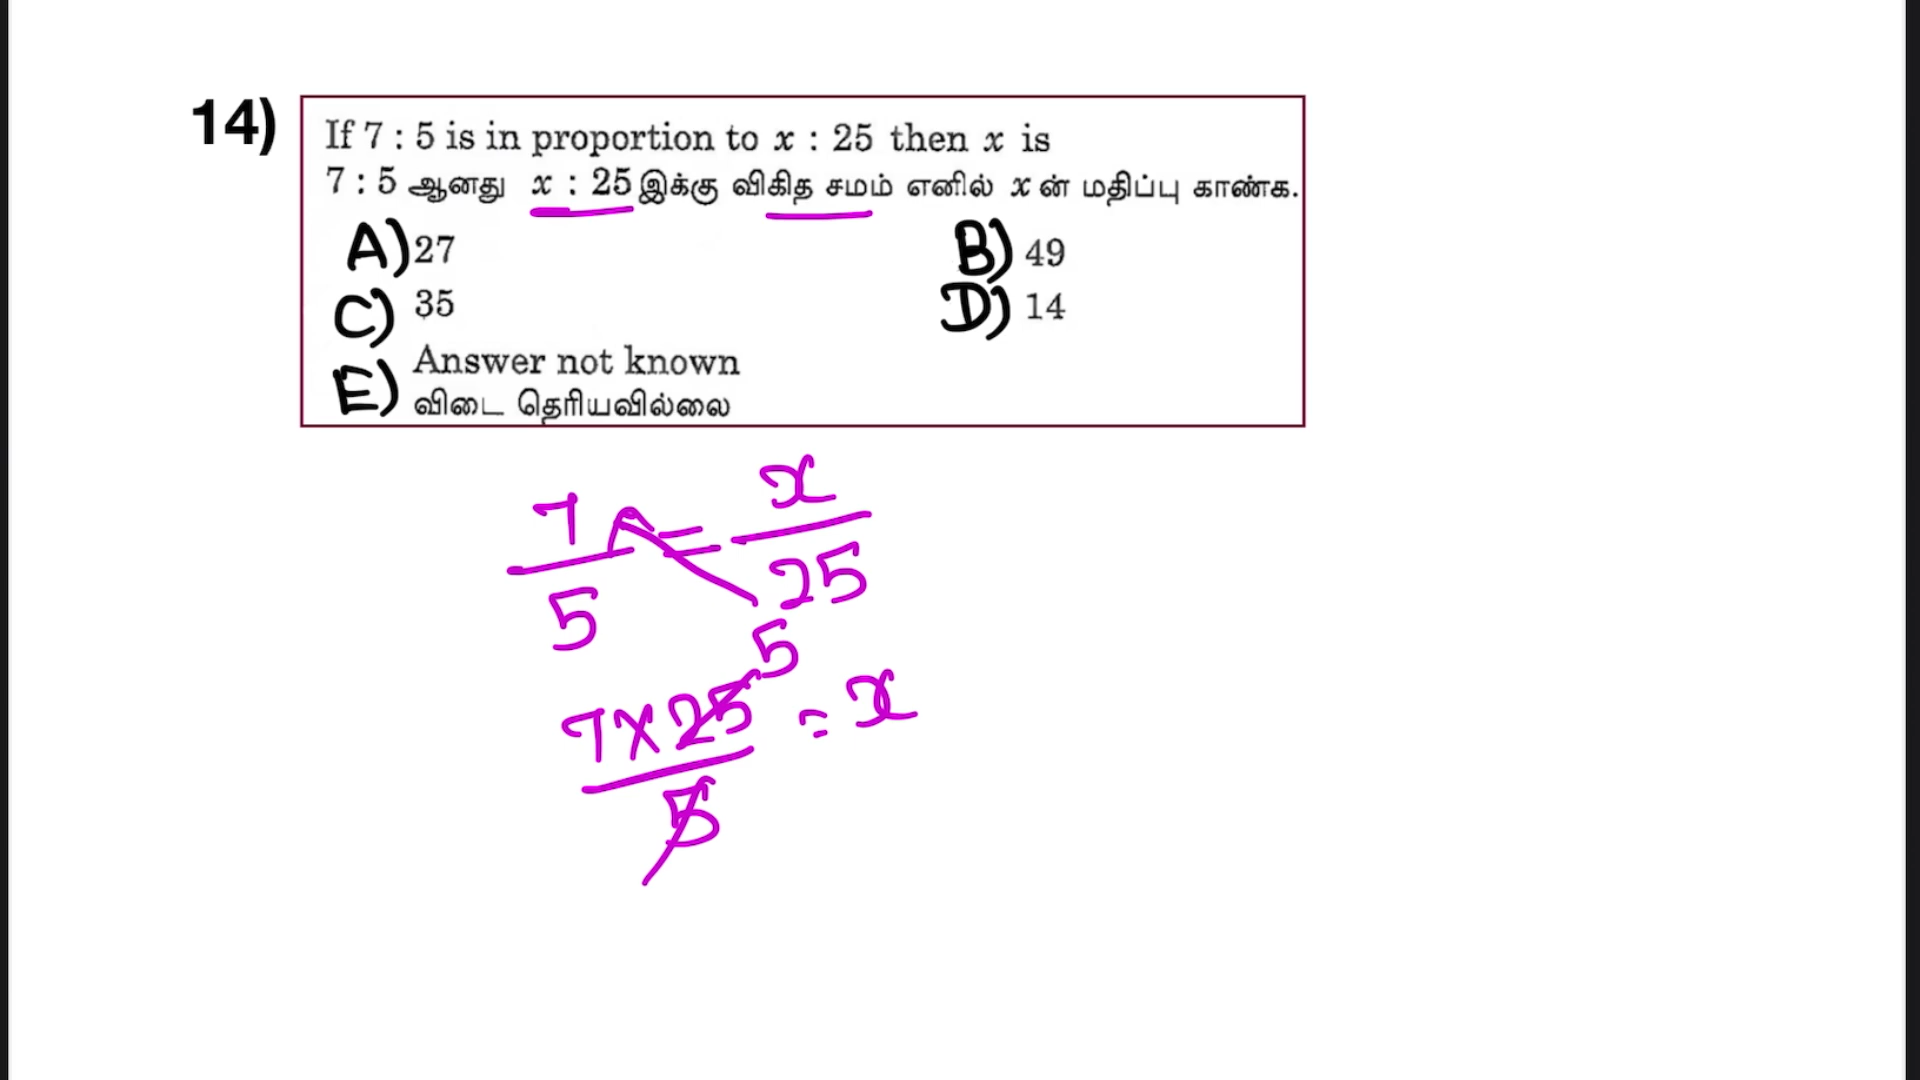 14)
If 7 : 5 is in proportion to x : 25 then x is
7 : 5 ஆனது x : 25 இக்கு விகித சமம் எனில் x ன் மதிப்பு காண்க.
A) 27 B) 49
C) 35 D) 14
E) Answer not known
விடை தெரியவில்லை
7/5 = x/25
5
7 x 25/5 = x